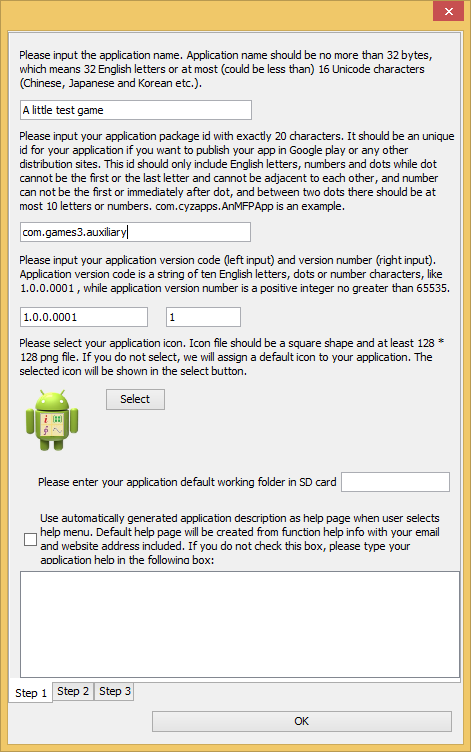 Please input the application name. Application name should be no more than 32 bytes,
which means 32 English letters or at most (could be less than) 16 Unicode characters
(Chinese, Japanese and Korean etc.).
A little test game
Please input your application package id with exactly 20 characters. It should be an unique
id for your application if you want to publish your app in Google play or any other
distribution sites. This id should only include English letters, numbers and dots while dot
cannot be the first or the last letter and cannot be adjacent to each other, and number
can not be the first or immediately after dot, and between two dots there should be at
most 10 letters or numbers. com.cyzapps.AnMFPApp is an example.
com.games3.auxiliary
Please input your application version code (left input) and version number (right input).
Application version code is a string of ten English letters, dots or number characters, like
1.0.0.0001 , while application version number is a positive integer no greater than 65535.
1.0.0.0001 1
Please select your application icon. Icon file should be a square shape and at least 128 *
128 png file. If you do not select, we will assign a default icon to your application. The
selected icon will be shown in the select button.
Select
Please enter your application default working folder in SD card
Use automatically generated application description as help page when user selects
help menu. Default help page will be created from function help info with your email
and website address included. If you do not check this box, please type your
application help in the following box:
Step 1 Step 2 Step 3
OK